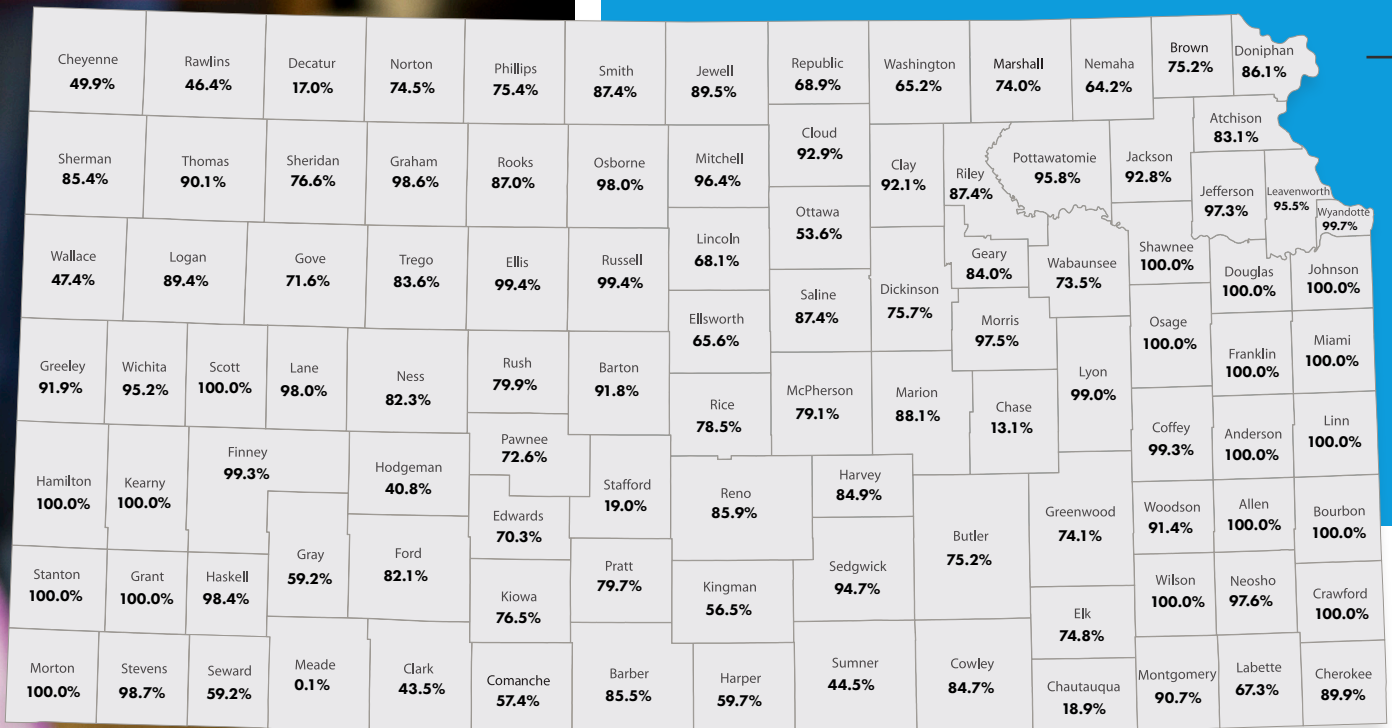 Cheyenne
49.9%
Rawlins
46.4%
Decatur
17.0%
Norton
74.5%
Phillips
75.4%
Smith
87.4%
Jewell
89.5%
Republic
68.9%
Washington
65.2%
Marshall
74.0%
Nemaha
64.2%
Brown
75.2%
Doniphan
86.1%
Atchison
83.1%
Sherman
85.4%
Thomas
90.1%
Sheridan
76.6%
Graham
98.6%
Rooks
87.0%
Osborne
98.0%
Mitchell
96.4%
Cloud
92.9%
Clay
92.1%
Riley
87.4%
Pottawatomie
95.8%
Jackson
92.8%
Jefferson
97.3%
Leavenworth
95.5%
Wyandotte
99.7%
Wallace
47.4%
Logan
89.4%
Gove
71.6%
Trego
83.6%
Ellis
99.4%
Russell
99.4%
Lincoln
68.1%
Ottawa
53.6%
Saline
87.4%
Dickinson
75.7%
Geary
84.0%
Wabaunsee
73.5%
Shawnee
100.0%
Douglas
100.0%
Johnson
100.0%
Ellsworth
65.6%
Morris
97.5%
Osage
100.0%
Franklin
100.0%
Miami
100.0%
Greeley
91.9%
Wichita
95.2%
Scott
100.0%
Lane
98.0%
Ness
82.3%
Rush
79.9%
Barton
91.8%
Rice
78.5%
McPherson
79.1%
Marion
88.1%
Chase
13.1%
Lyon
99.0%
Coffey
99.3%
Anderson
100.0%
Linn
100.0%
Hamilton
100.0%
Kearny
100.0%
Finney
99.3%
Hodgeman
40.8%
Pawnee
72.6%
Stafford
19.0%
Reno
85.9%
Harvey
84.9%
Butler
75.2%
Greenwood
74.1%
Woodson
91.4%
Allen
100.0%
Bourbon
100.0%
Edwards
70.3%
Stanton
100.0%
Grant
100.0%
Haskell
98.4%
Gray
59.2%
Ford
82.1%
Kiowa
76.5%
Pratt
79.7%
Kingman
56.5%
Sedgwick
94.7%
Elk
74.8%
Wilson
100.0%
Neosho
97.6%
Crawford
100.0%
Morton
100.0%
Stevens
98.7%
Seward
59.2%
Meade
0.1%
Clark
43.5%
Comanche
57.4%
Barber
85.5%
Harper
59.7%
Sumner
44.5%
Cowley
84.7%
Chautauqua
18.9%
Montgomery
90.7%
Labette
67.3%
Cherokee
89.9%